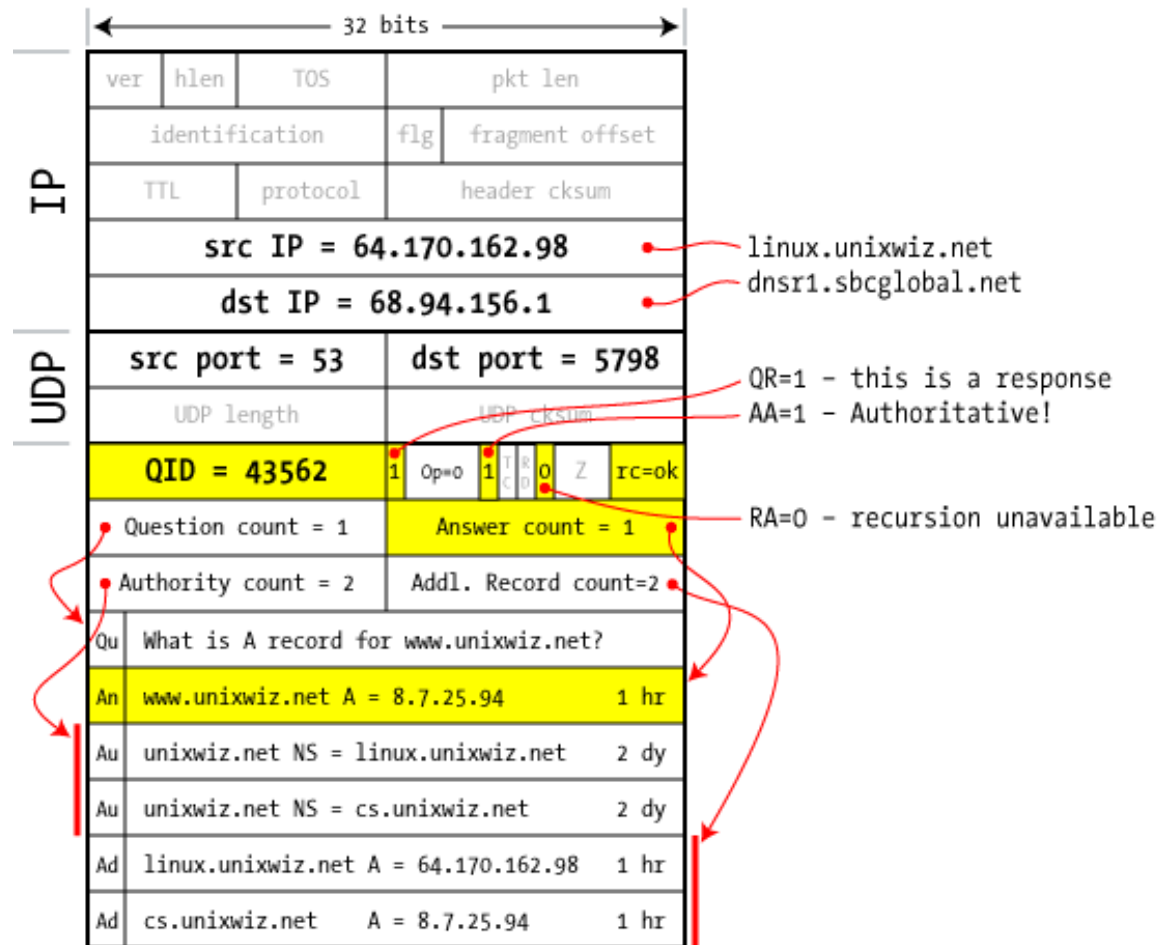 32 bits
IP
ver hlen TOS pkt len
identification flg fragment offset
TTL protocol header cksum
src IP = 64.170.162.98 linux.unixwiz.net
dst IP = 68.94.156.1 dnsr1.sbcglobal.net
UDP
src port = 53 dst port = 5798
QR=1 – this is a response
UDP length UDP cksum AA=1 – Authoritative!
QID = 43562 1 Op=0 1 TC RD 0 Z rc=ok
Question count = 1 Answer count = 1 RA=0 – recursion unavailable
Authority count = 2 Addl. Record count=2
Qu What is A record for www.unixwiz.net?
An www.unixwiz.net A = 8.7.25.94 1 hr
Au unixwiz.net NS = linux.unixwiz.net 2 dy
Au unixwiz.net NS = cs.unixwiz.net 2 dy
Ad linux.unixwiz.net A = 64.170.162.98 1 hr
Ad cs.unixwiz.net A = 8.7.25.94 1 hr